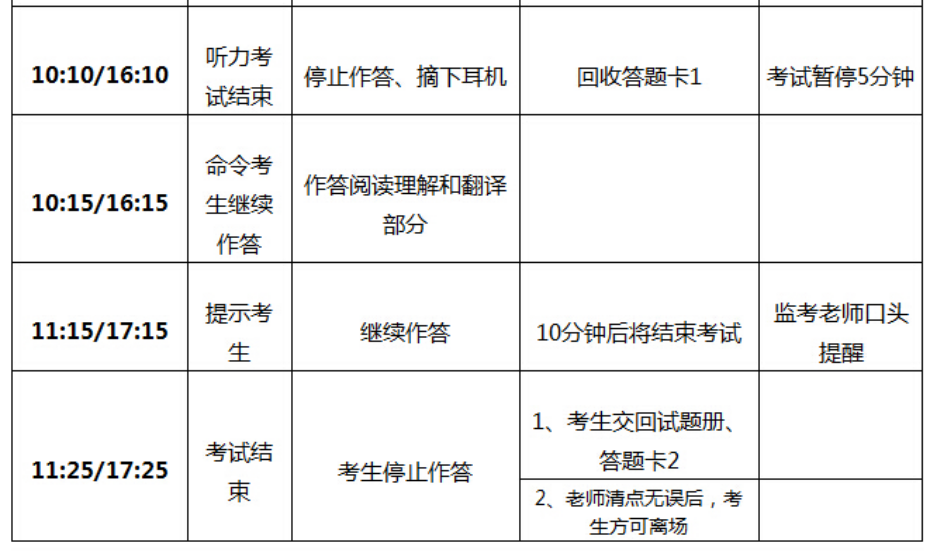 10:10/16:10
听力考
试结束
停止作答、摘下耳机
回收答题卡1
考试暂停5分钟
10:15/16:15
命令考
生继续
作答
作答阅读理解和翻译
部分
11:15/17:15
提示考
生
继续作答
10分钟后将结束考试
监考老师口头
提醒
11:25/17:25
考试结
束
考生停止作答
1、考生交回试题册、
答题卡2
2、老师清点无误后，考
生方可离场